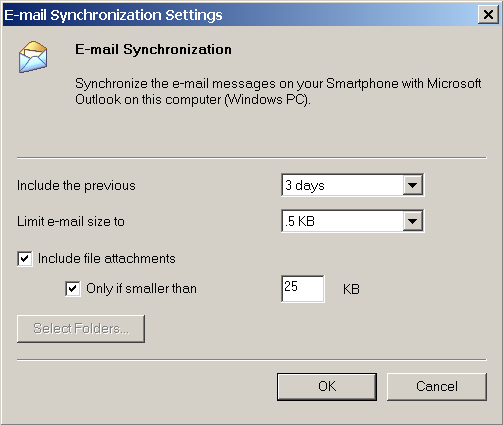 E-mail Synchronization Settings
E-mail Synchronization
Synchronize the e-mail messages on your Smartphone with Microsoft
Outlook on this computer (Windows PC).
Include the previous 3 days
Limit e-mail size to .5 KB
Include file attachments
Only if smaller than 25 KB
Select Folders...
OK Cancel